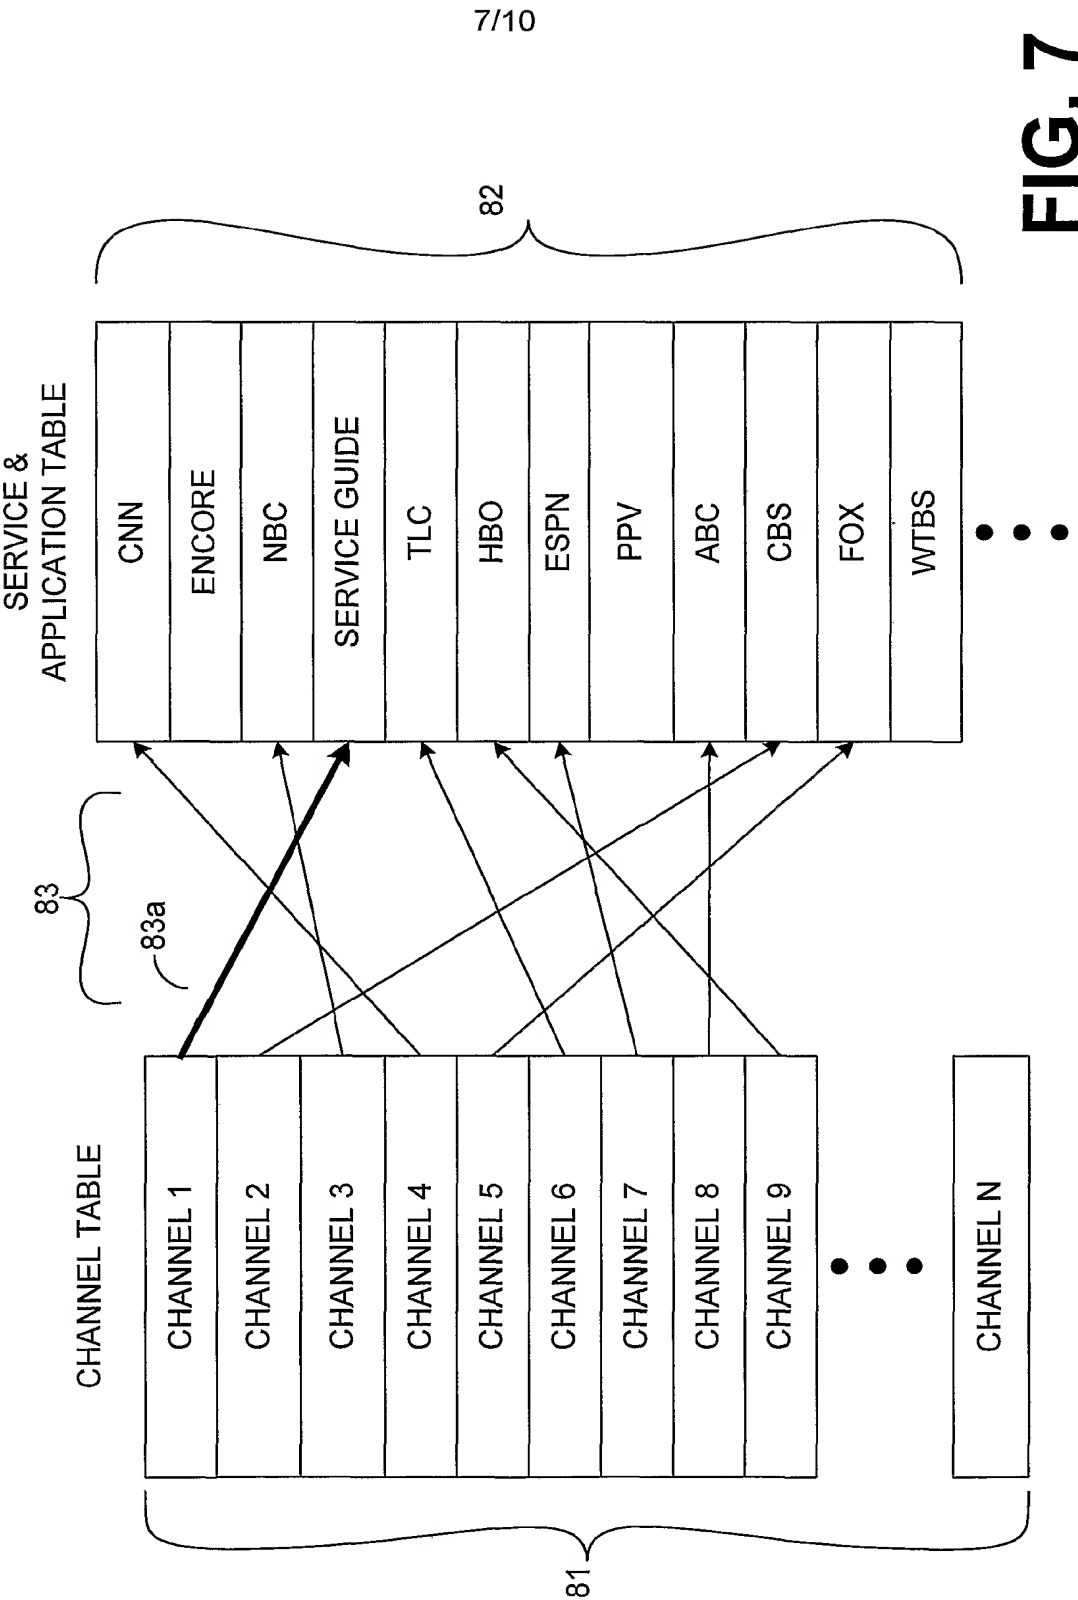 7/10
CHANNEL TABLE
CHANNEL 1
CHANNEL 2
CHANNEL 3
CHANNEL 4
CHANNEL 5
CHANNEL 6
CHANNEL 7
CHANNEL 8
CHANNEL 9
CHANNEL N
81
83
83a
SERVICE &
APPLICATION TABLE
CNN
ENCORE
NBC
SERVICE GUIDE
TLC
HBO
ESPN
PPV
ABC
CBS
FOX
WTBS
82
FIG. 7